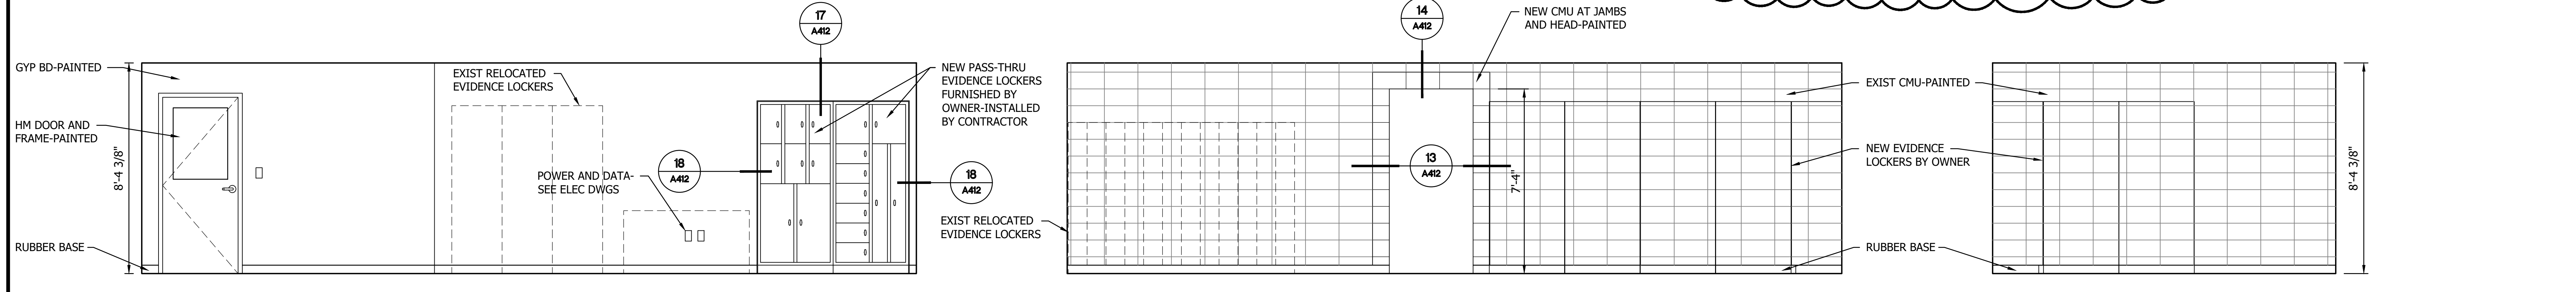 GYP BD-PAINTED
HM DOOR AND
FRAME-PAINTED
8'-4 3/8"
RUBBER BASE
EXIST RELOCATED
EVIDENCE LOCKERS
POWER AND DATA-
SEE ELEC DWGS
17
A412
18
A412
NEW PASS-THRU
EVIDENCE LOCKERS
FURNISHED BY
OWNER-INSTALLED
BY CONTRACTOR
18
A412
EXIST RELOCATED
EVIDENCE LOCKERS
14
A412
NEW CMU AT JAMBS
AND HEAD-PAINTED
13
A412
7'-4"
EXIST CMU-PAINTED
NEW EVIDENCE
LOCKERS BY OWNER
RUBBER BASE
8'-4 3/8"